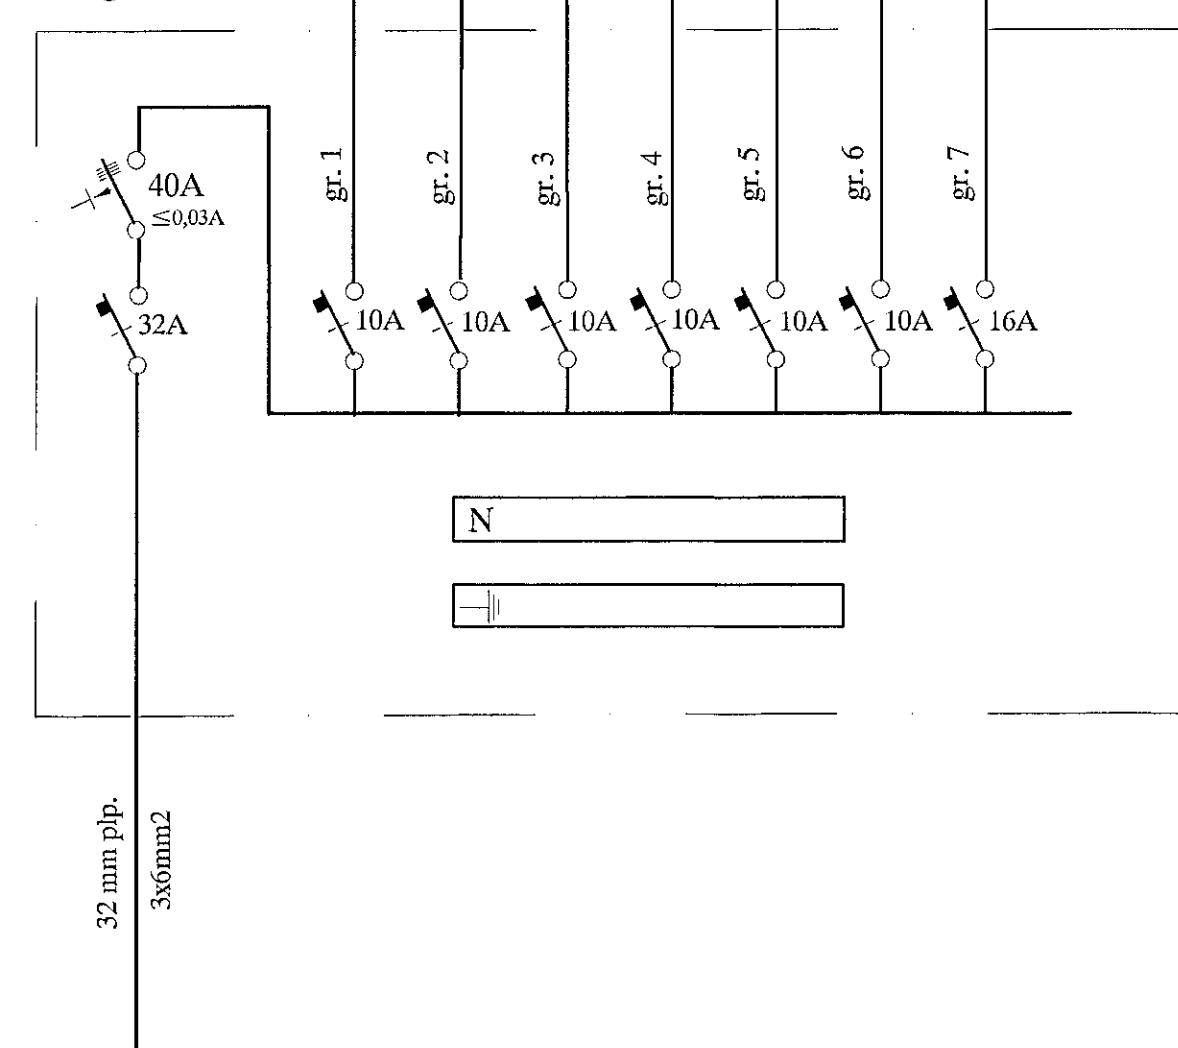 gr. 1
gr. 2
gr. 3
gr. 4
gr. 5
gr. 6
gr. 7
40A
≤0,03A
32A
10A
10A
10A
10A
10A
10A
16A
N
32 mm plp.
3x6mm2